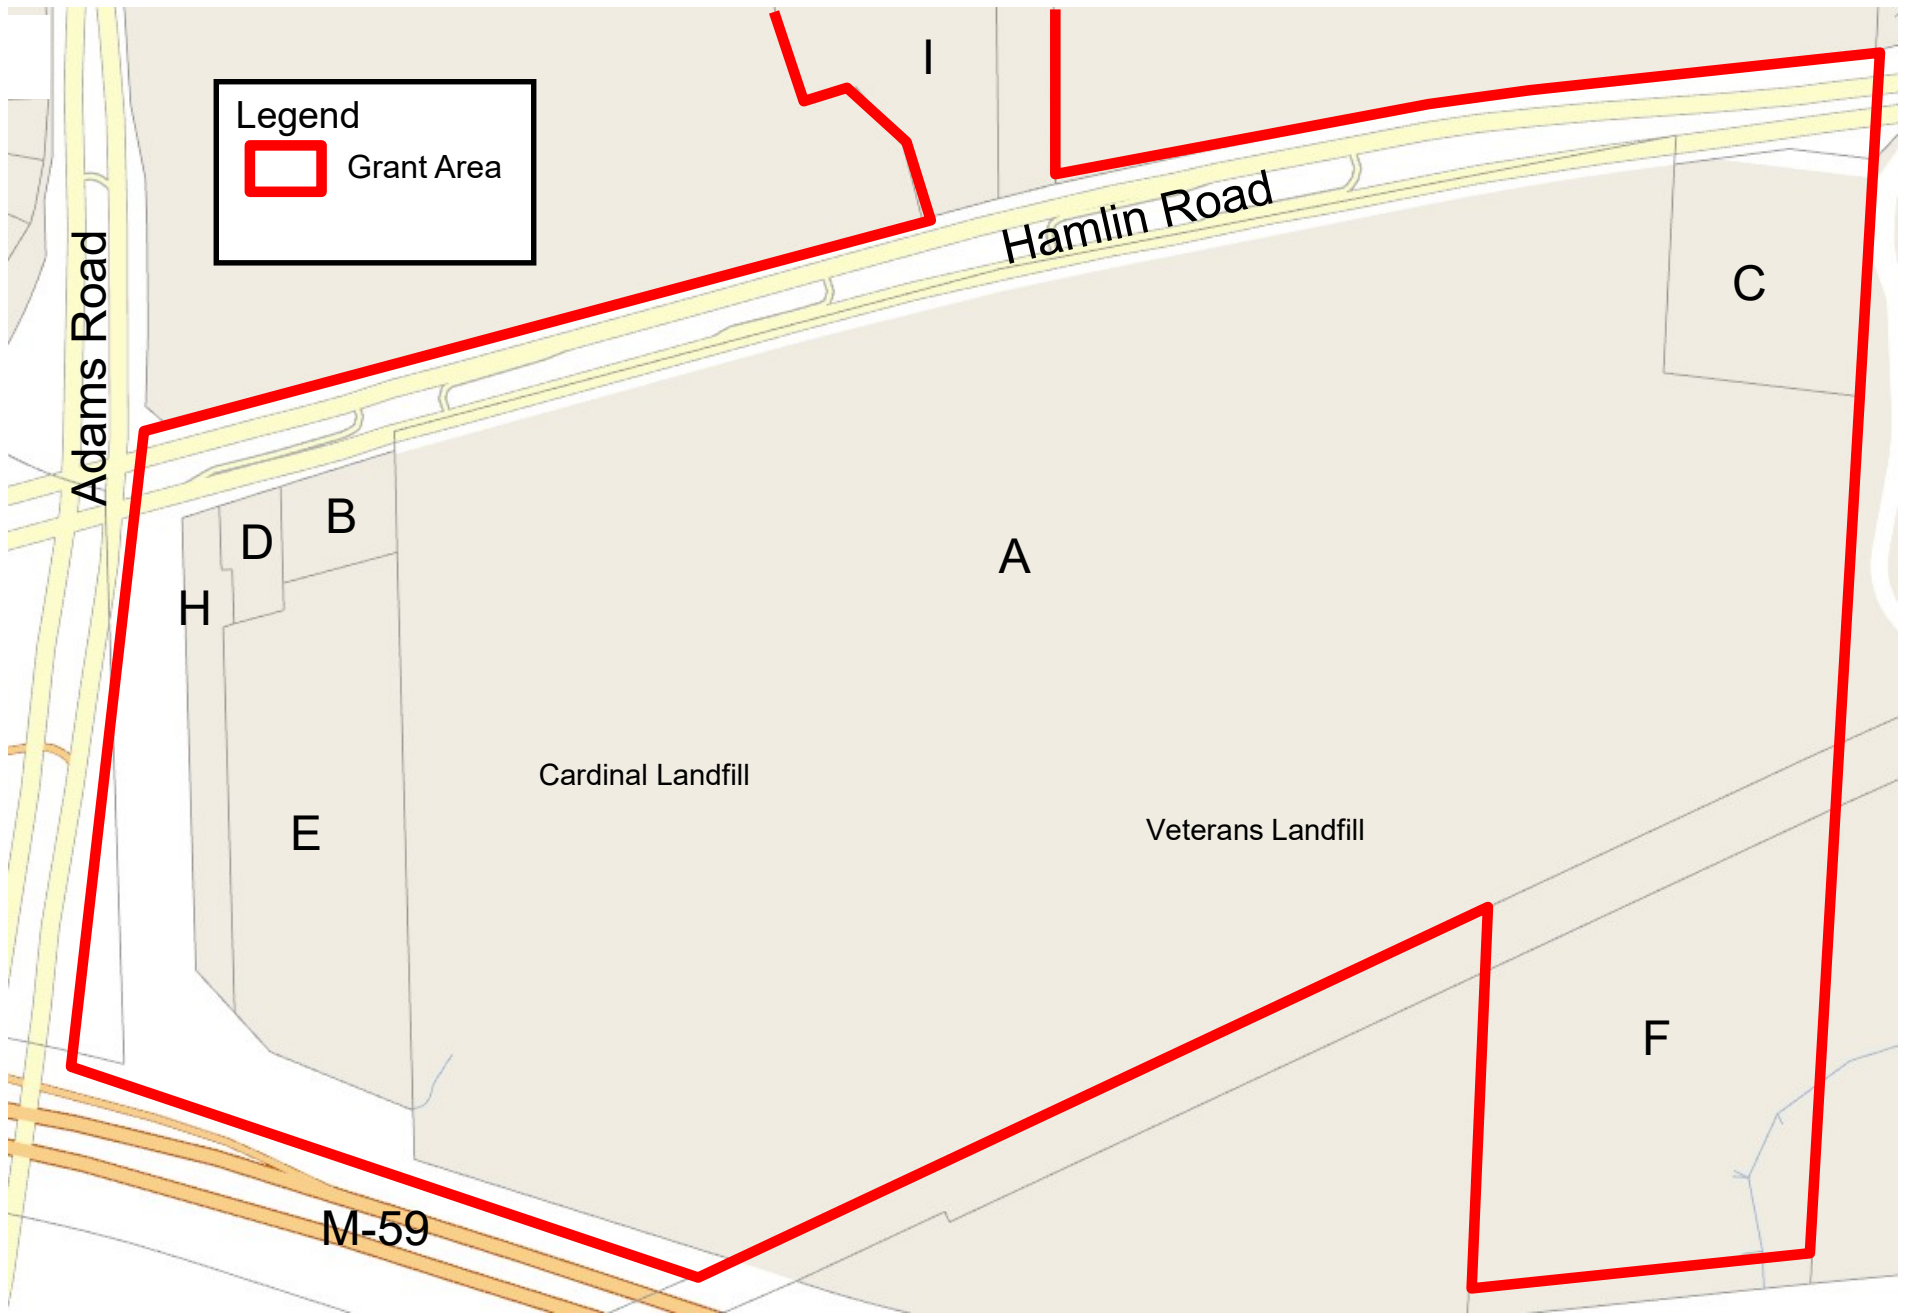 I
Legend
Grant Area
Hamlin Road
Adams Road
C
B
D
A
H
Cardinal Landfill
Veterans Landfill
E
F
M-59